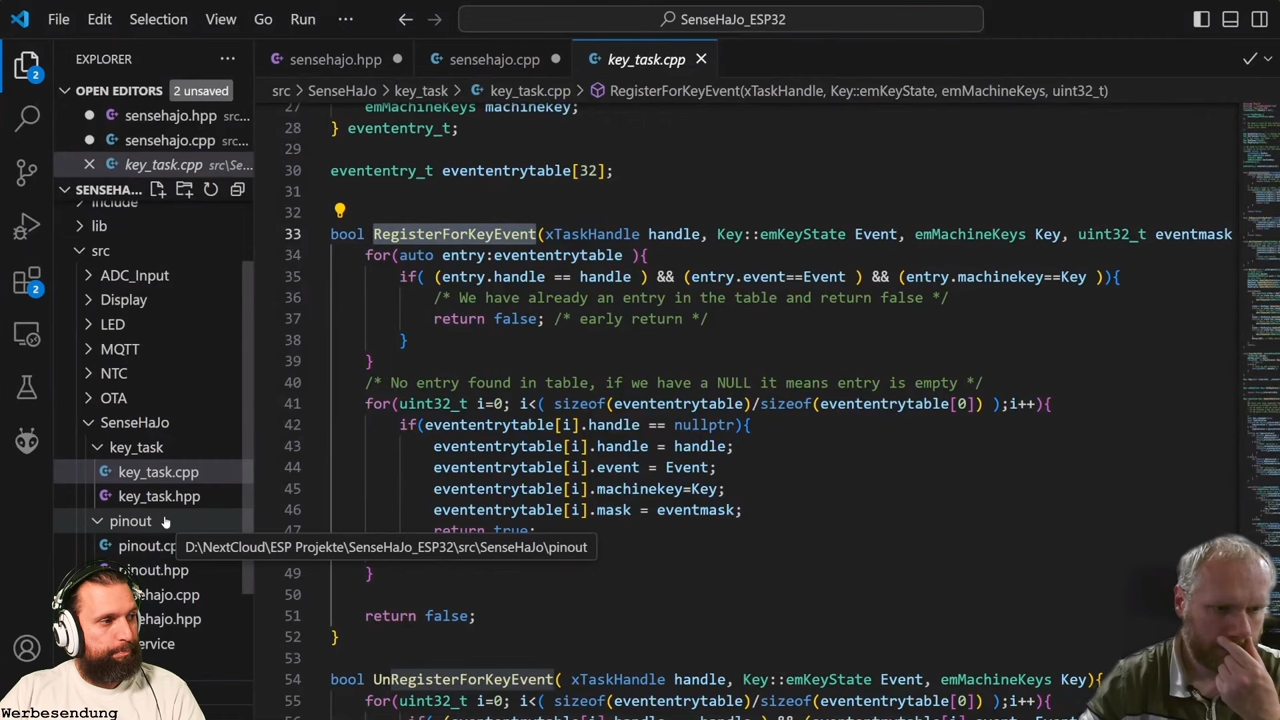 File Edit Selection View Go Run ··· SenseHaJo_ESP32
EXPLORER ···
OPEN EDITORS 2 unsaved
sensehajo.hpp src...
sensehajo.cpp src...
key_task.cpp src\Se...
SENSEHA...
include
lib
src
ADC_Input
Display
LED
MQTT
NTC
OTA
SenseHaJo
key_task
key_task.cpp
key_task.hpp
pinout
pinout.cp
pinout.hpp
hajo.cpp
hajo.hpp
2
2
sensehajo.hpp sensehajo.cpp key_task.cpp
src > SenseHaJo > key_task > key_task.cpp > RegisterForKeyEvent(xTaskHandle, Key::emKeyState, emMachineKeys, uint32_t)
27 emMachineKeys machinekey;
28 } evententry_t;
29
30 evententry_t evententrytable[32];
31
32
33 bool RegisterForKeyEvent(xTaskHandle handle, Key::emKeyState Event, emMachineKeys Key, uint32_t eventmask
34 for(auto entry:evententrytable ){
35 if( (entry.handle == handle ) && (entry.event==Event ) && (entry.machinekey==Key )){
36 /* We have already an entry in the table and return false */
37 return false; /* early return */
38 }
39 }
40 /* No entry found in table, if we have a NULL it means entry is empty */
41 for(uint32_t i=0; i<( sizeof(evententrytable)/sizeof(evententrytable[0]) );i++){
42 if(evententrytable[i].handle == nullptr){
43 evententrytable[i].handle = handle;
44 evententrytable[i].event = Event;
45 evententrytable[i].machinekey=Key;
46 evententrytable[i].mask = eventmask;
47 return true;
D:\NextCloud\ESP Projekte\SenseHaJo_ESP32\src\SenseHaJo\pinout
49 }
50
51 return false;
52 }
53
54 bool UnRegisterForKeyEvent( xTaskHandle handle, Key::emKeyState Event, emMachineKeys Key){
55 for(uint32_t i=0; i<( sizeof(evententrytable)/sizeof(evententrytable[0]) );i++){
Werbesendung